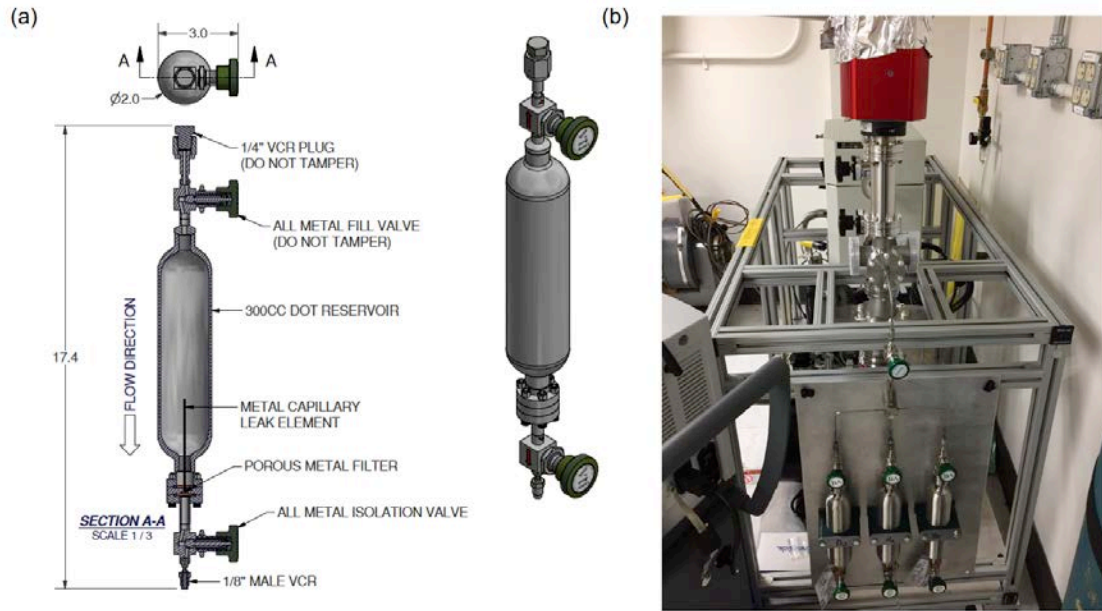 (a)
(b)
3.0
A
A
Ø2.0
1/4" VCR PLUG
(DO NOT TAMPER)
ALL METAL FILL VALVE
(DO NOT TAMPER)
300CC DOT RESERVOIR
17.4
FLOW DIRECTION
METAL CAPILLARY
LEAK ELEMENT
POROUS METAL FILTER
SECTION A-A
SCALE 1 / 3
ALL METAL ISOLATION VALVE
1/8" MALE VCR